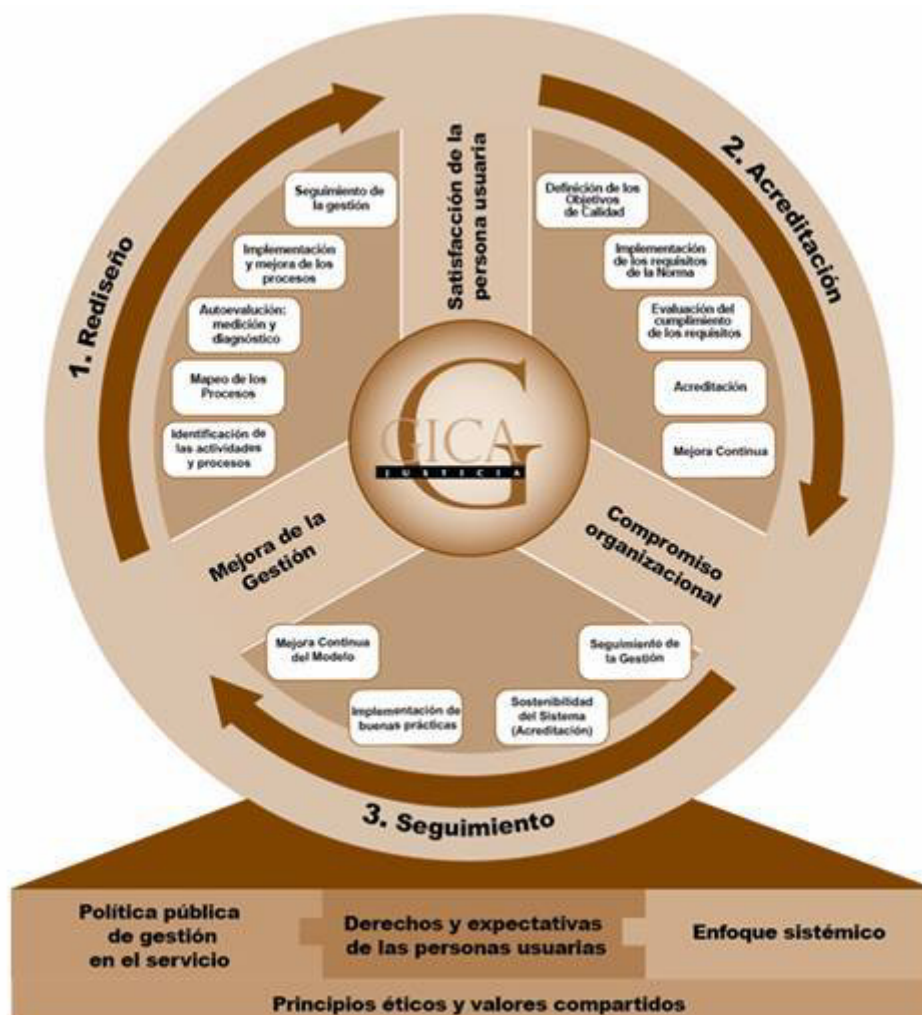 1. Rediseño
Seguimiento de
la gestión
Implementación
y mejora de los
procesos
Autoevalución:
medición y
diagnóstico
Mapeo de los
Procesos
Identificación de
las actividades
y procesos
Satisfacción de la
persona usuaria
2. Acreditación
Definición de los
Objetivos
de Calidad
Implementación
de los requisitos
de la Norma
Evaluación del
cumplimiento
de los requisitos
Acreditación
Mejora Continua
G
GICA
JUSTICIA
Mejora de la
Gestión
Compromiso
organizacional
Mejora Continua
del Modelo
Implementación de
buenas prácticas
Sostenibilidad
del Sistema
(Acreditación)
Seguimiento de
la Gestión
3. Seguimiento
Política pública
de gestión
en el servicio
Derechos y expectativas
de las personas usuarias
Enfoque sistémico
Principios éticos y valores compartidos